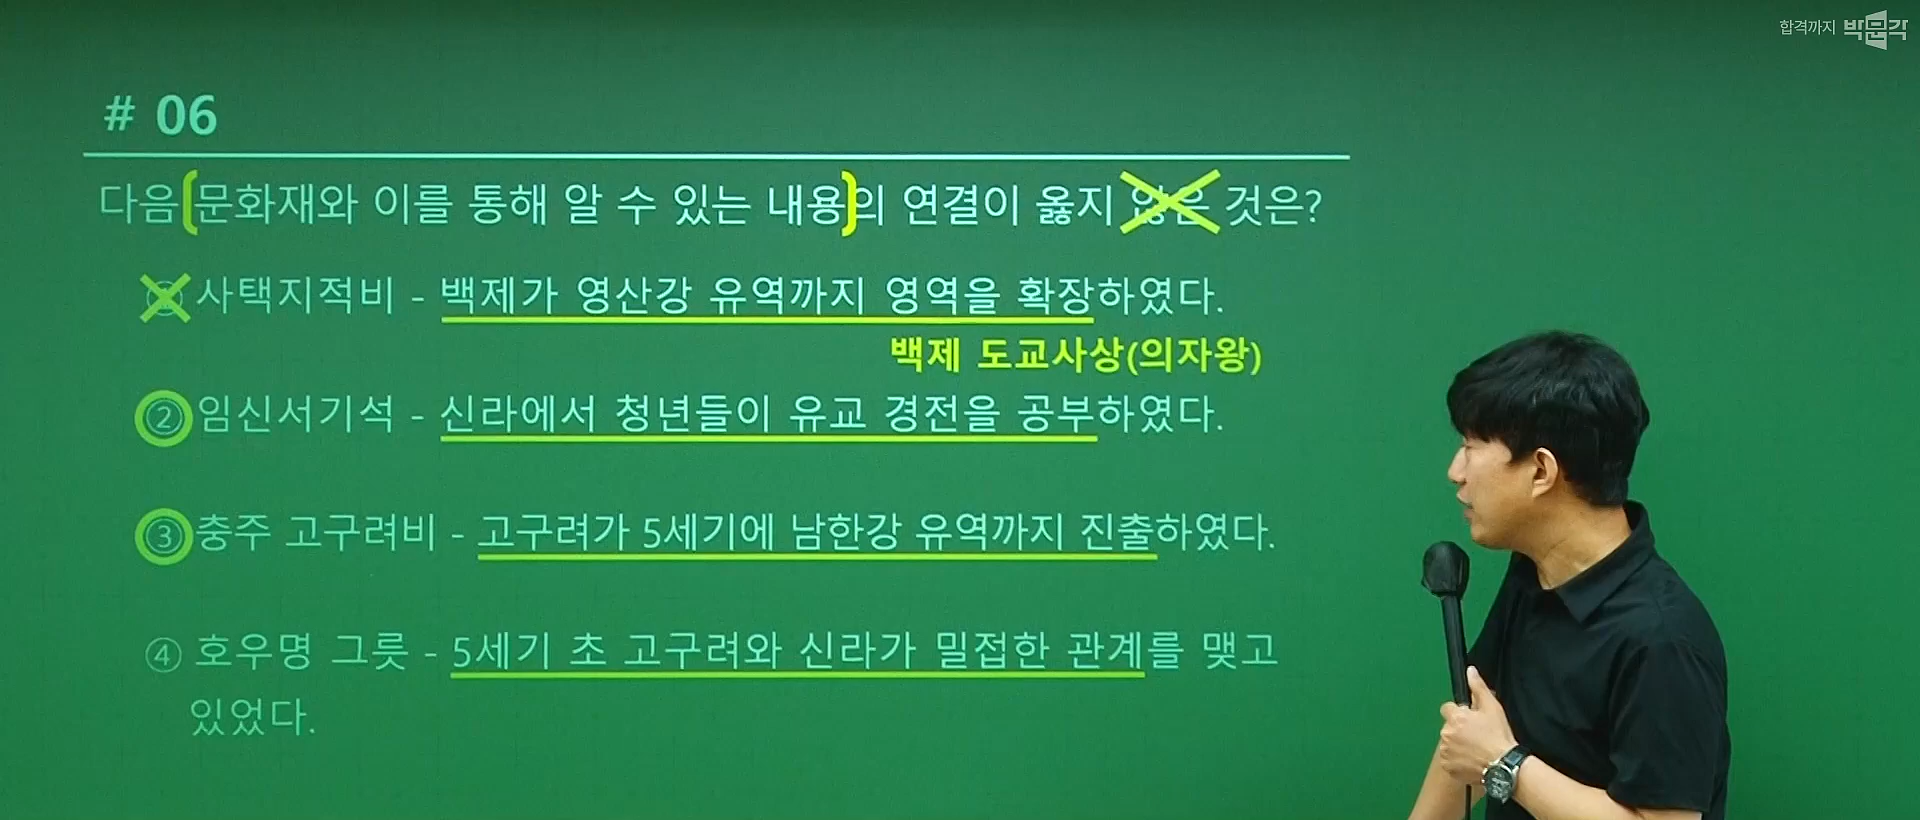 합격까지 박문각
# 06
다음 문화재와 이를 통해 알 수 있는 내용의 연결이 옳지 않은 것은?
① 사택지적비 - 백제가 영산강 유역까지 영역을 확장하였다.
백제 도교사상(의자왕)
② 임신서기석 - 신라에서 청년들이 유교 경전을 공부하였다.
③ 충주 고구려비 - 고구려가 5세기에 남한강 유역까지 진출하였다.
④ 호우명 그릇 - 5세기 초 고구려와 신라가 밀접한 관계를 맺고
있었다.